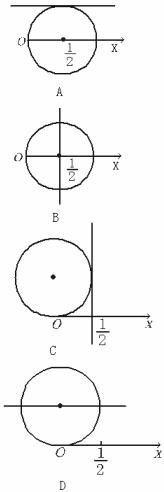 O 1/2 X
A
O 1/2 X
B
O 1/2 X
C
O 1/2 X
D